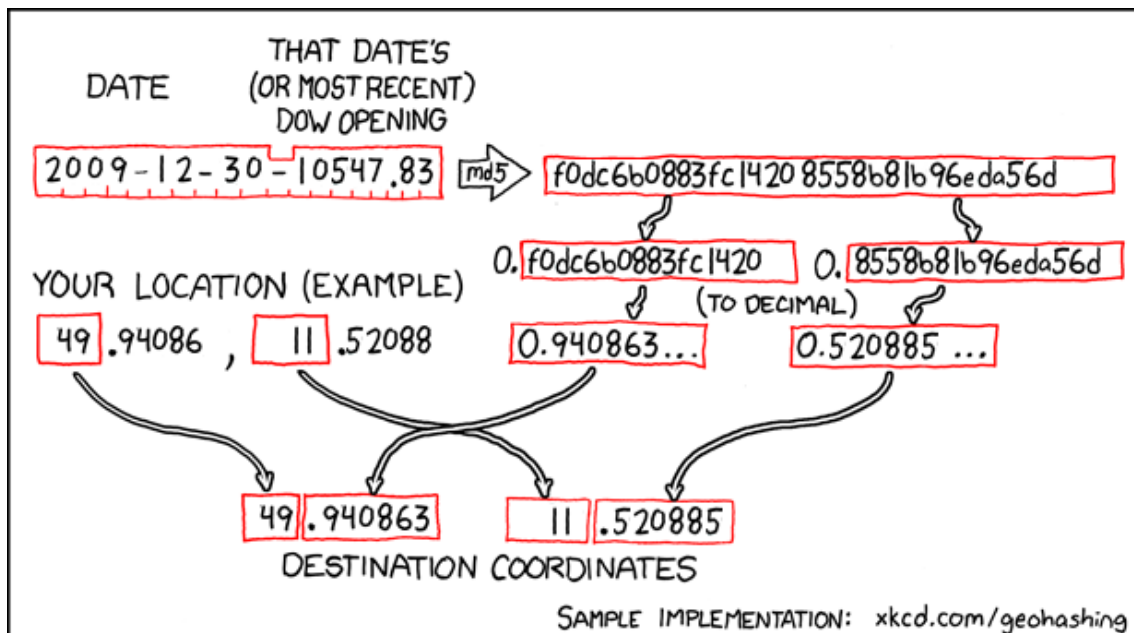 DATE
THAT DATE'S
(OR MOST RECENT)
DOW OPENING
2009-12-30-10547.83
md5
f0dc6b0883fc1420 8558b81b96eda56d
0. f0dc6b0883fc1420
0. 8558b81b96eda56d
YOUR LOCATION (EXAMPLE)
(TO DECIMAL)
49 .94086 , 11 .52088
0.940863...
0.520885 ...
49 .940863
11 .520885
DESTINATION COORDINATES
SAMPLE IMPLEMENTATION: xkcd.com/geohashing